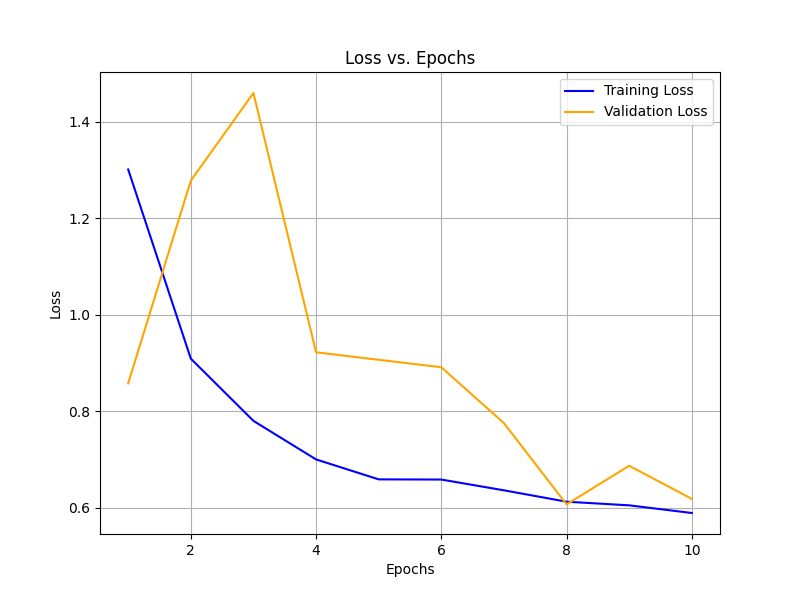 Loss vs. Epochs
Training Loss
Validation Loss
1.4
1.2
1.0
0.8
0.6
Loss
2 4 6 8 10
Epochs